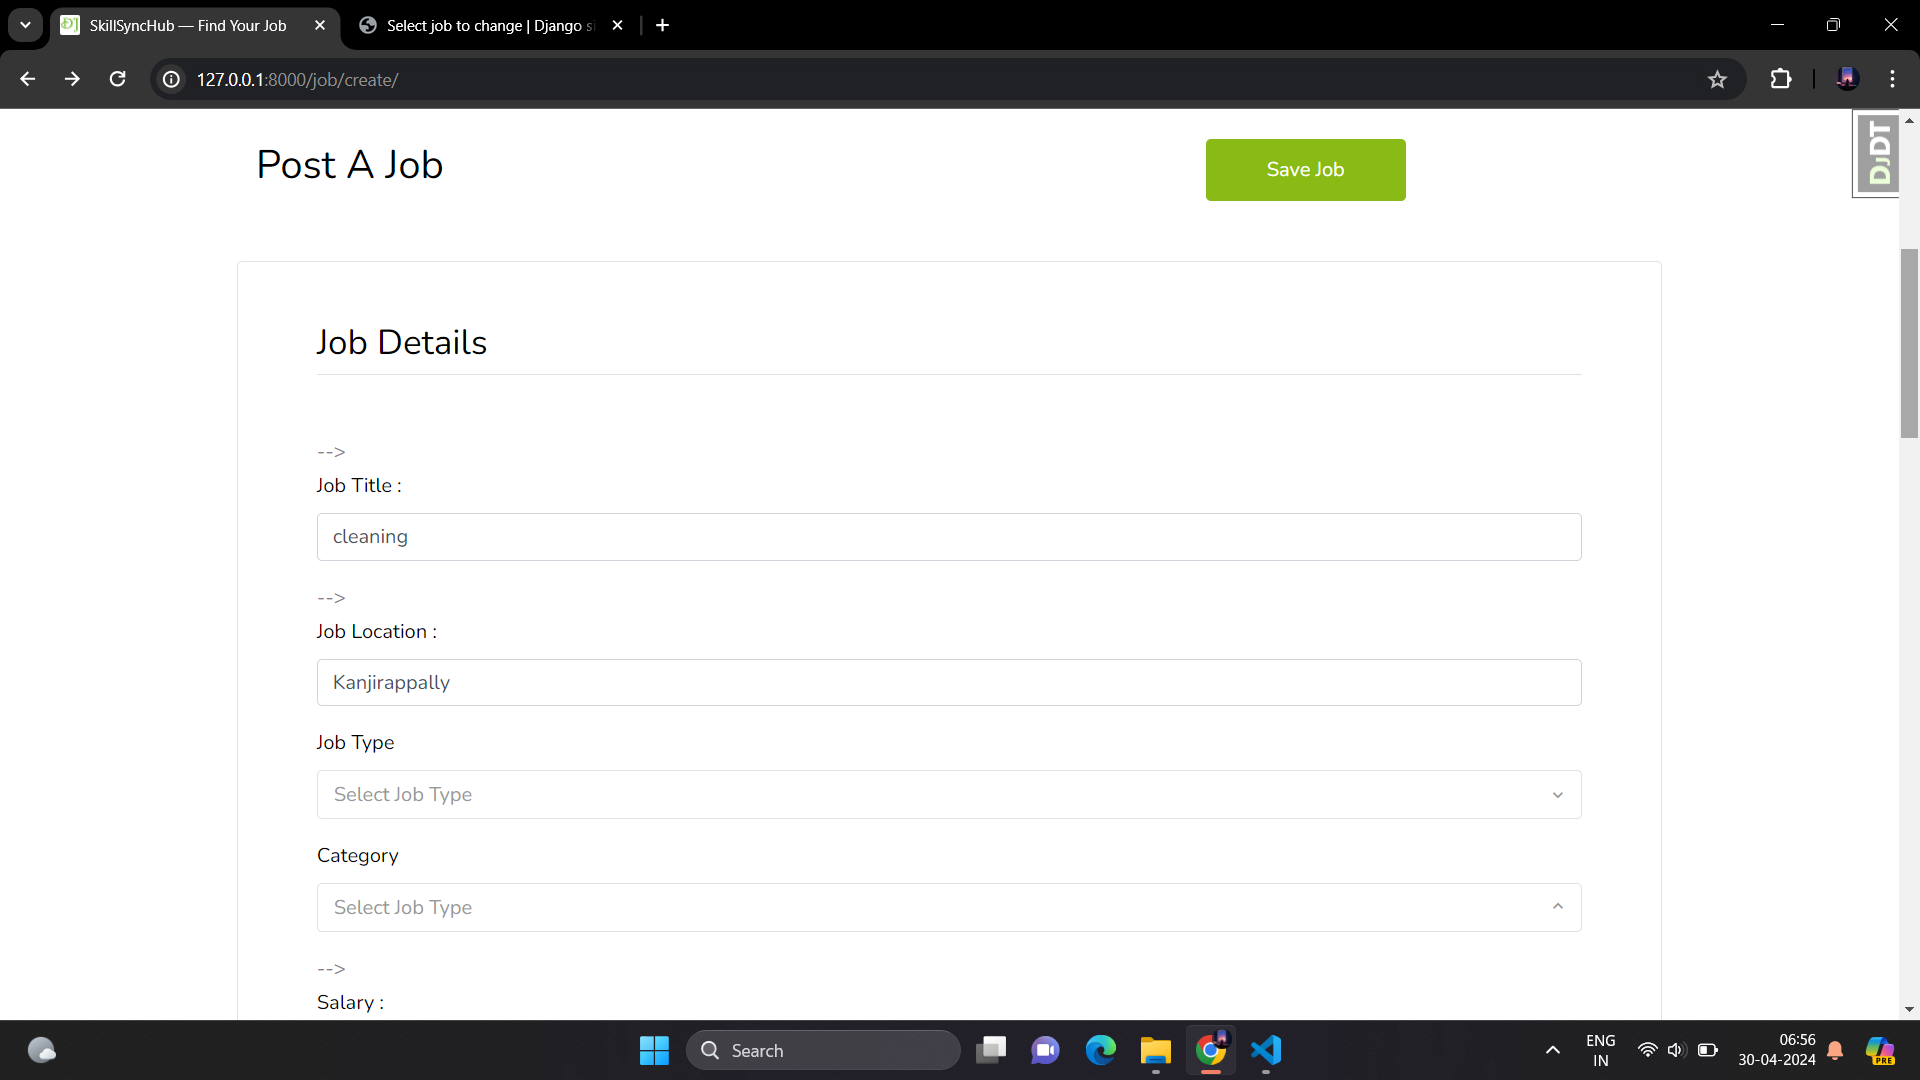 SkillSyncHub — Find Your Job
Select job to change | Django si
127.0.0.1:8000/job/create/
DJDT
Post A Job
Save Job
Job Details
-->
Job Title :
cleaning
-->
Job Location :
Kanjirappally
Job Type
Select Job Type
Category
Select Job Type
-->
Salary :
Search
ENG
IN
06:56
30-04-2024
PRE